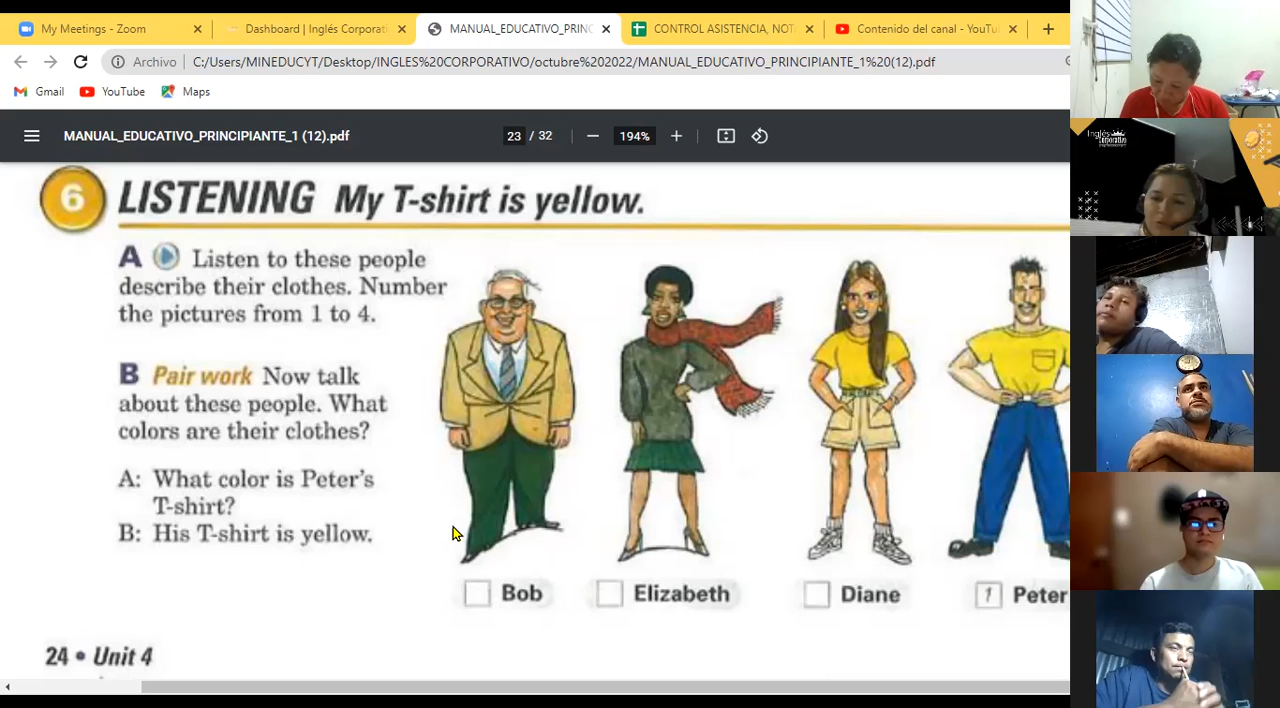 My Meetings - Zoom
Dashboard | Inglés Corporati
MANUAL_EDUCATIVO_PRINC
CONTROL ASISTENCIA, NOT
Contenido del canal - YouTu
Archivo
C:/Users/MINEDUCYT/Desktop/INGLES%20CORPORATIVO/octubre%202022/MANUAL_EDUCATIVO_PRINCIPIANTE_1%20(12).pdf
Gmail
YouTube
Maps
MANUAL_EDUCATIVO_PRINCIPIANTE_1 (12).pdf
23 / 32
194%
6 LISTENING My T-shirt is yellow.
A Listen to these people
describe their clothes. Number
the pictures from 1 to 4.
B Pair work Now talk
about these people. What
colors are their clothes?
A: What color is Peter's
T-shirt?
B: His T-shirt is yellow.
Bob
Elizabeth
Diane
1 Peter
24 • Unit 4
Inglés
Corporativo